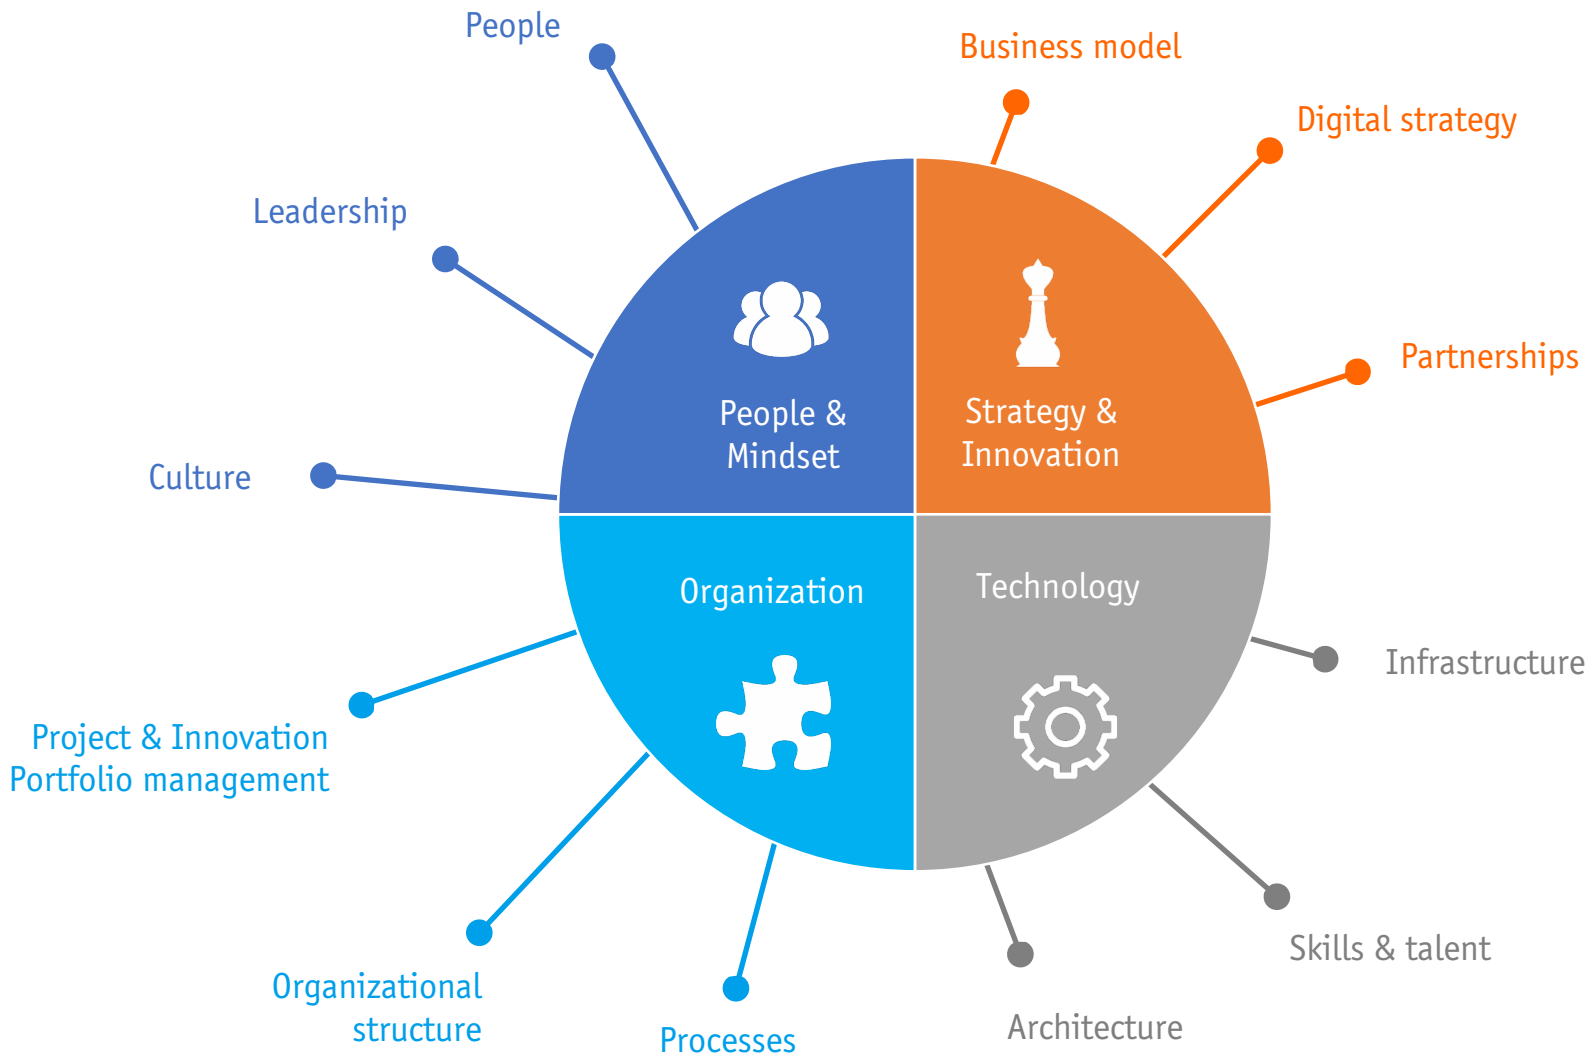 People
Business model
Digital strategy
Leadership
Partnerships
People &
Mindset
Strategy &
Innovation
Culture
Organization
Technology
Infrastructure
Project & Innovation
Portfolio management
Skills & talent
Organizational
structure
Processes
Architecture